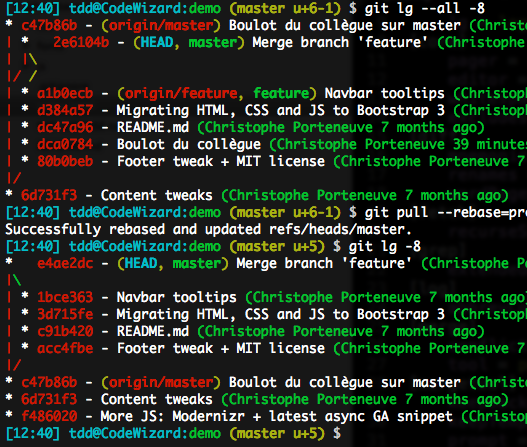 [12:40] tdd@CodeWizard:demo (master u+6-1) $ git lg --all -8
* c47b86b - (origin/master) Boulot du collègue sur master (Christophe
| *   2e6104b - (HEAD, master) Merge branch 'feature' (Christophe Po
| |\
|/ /
| * a1b0ecb - (origin/feature, feature) Navbar tooltips (Christophe
| * d384a57 - Migrating HTML, CSS and JS to Bootstrap 3 (Christophe
| * dc47a96 - README.md (Christophe Porteneuve 7 months ago)
| * dca0784 - Boulot du collègue (Christophe Porteneuve 39 minutes
| * 80b0beb - Footer tweak + MIT license (Christophe Porteneuve 7
|/
* 6d731f3 - Content tweaks (Christophe Porteneuve 7 months ago)
[12:40] tdd@CodeWizard:demo (master u+6-1) $ git pull --rebase=pre
Successfully rebased and updated refs/heads/master.
[12:40] tdd@CodeWizard:demo (master u+5) $ git lg -8
*   e4ae2dc - (HEAD, master) Merge branch 'feature' (Christophe Po
|\
| * 1bce363 - Navbar tooltips (Christophe Porteneuve 7 months ago)
| * 3d715fe - Migrating HTML, CSS and JS to Bootstrap 3 (Christophe
| * c91b420 - README.md (Christophe Porteneuve 7 months ago)
| * acc4fbe - Footer tweak + MIT license (Christophe Porteneuve 7
|/
* c47b86b - (origin/master) Boulot du collègue sur master (Christophe
* 6d731f3 - Content tweaks (Christophe Porteneuve 7 months ago)
* f486020 - More JS: Modernizr + latest async GA snippet (Christophe
[12:40] tdd@CodeWizard:demo (master u+5) $